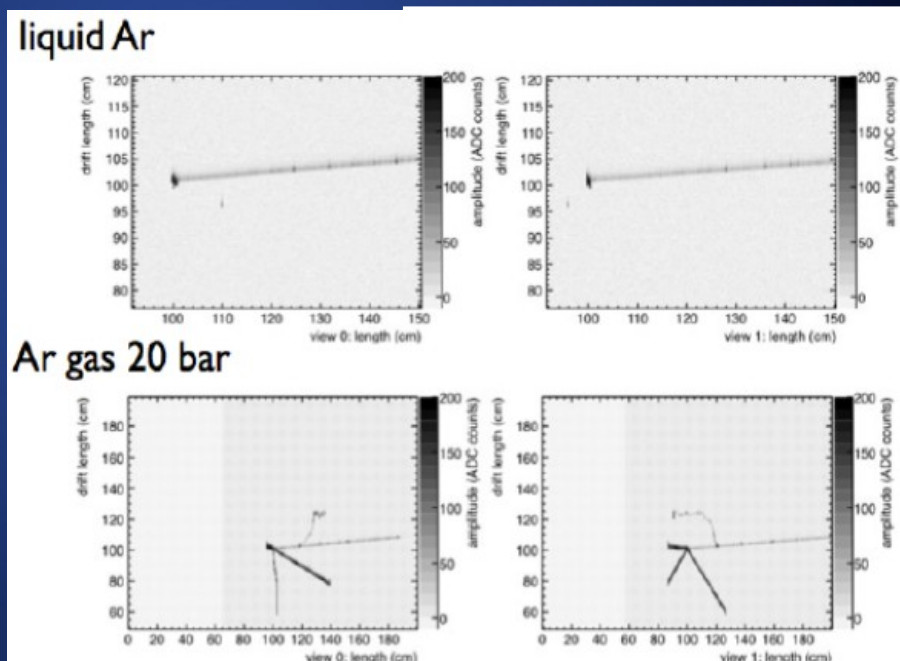 liquid Ar
drift length (cm)
120
115
110
105
100
95
90
85
80
100 110 120 130 140 150
view 0: length (cm)
200
150
100
50
0
amplitude (ADC counts)
drift length (cm)
120
115
110
105
100
95
90
85
80
100 110 120 130 140 150
view 1: length (cm)
200
150
100
50
0
amplitude (ADC counts)
Ar gas 20 bar
drift length (cm)
180
160
140
120
100
80
60
0 20 40 60 80 100 120 140 160 180
view 0: length (cm)
200
150
100
50
0
amplitude (ADC counts)
drift length (cm)
180
160
140
120
100
80
60
0 20 40 60 80 100 120 140 160 180
view 1: length (cm)
200
150
100
50
0
amplitude (ADC counts)